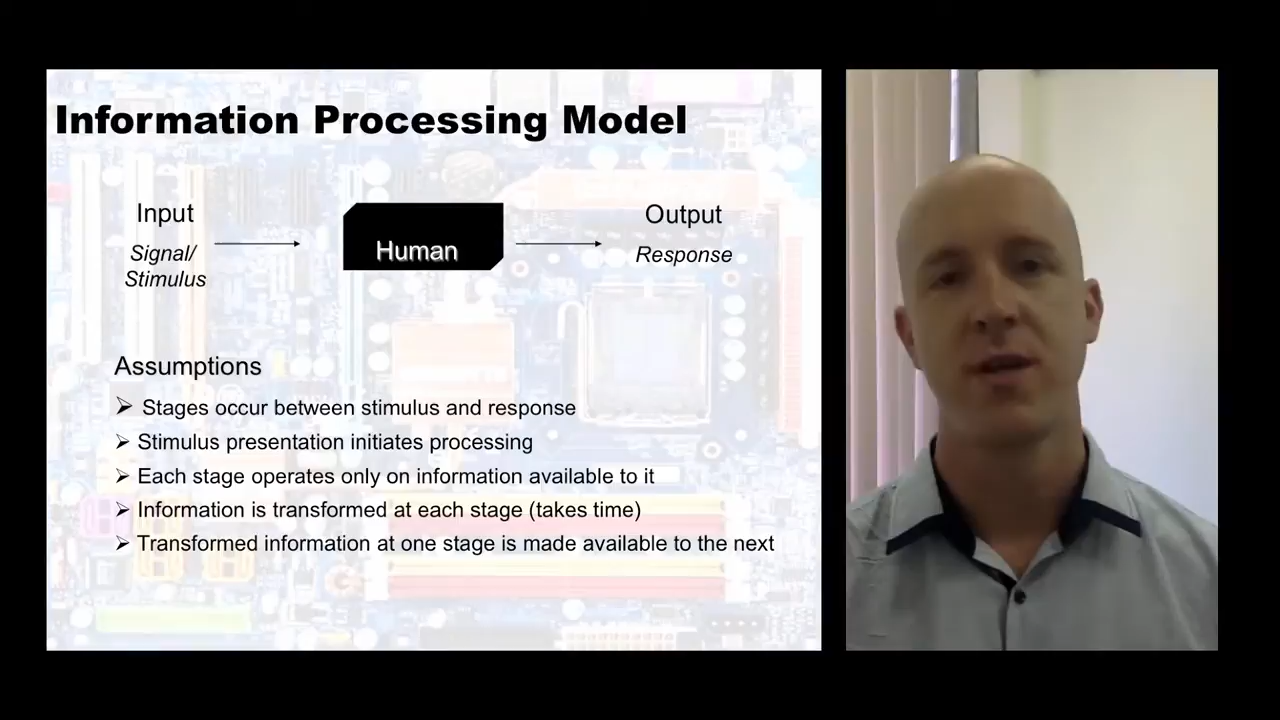 Information Processing Model
Input
Signal/
Stimulus
Human
Output
Response
Assumptions
➢ Stages occur between stimulus and response
➢ Stimulus presentation initiates processing
➢ Each stage operates only on information available to it
➢ Information is transformed at each stage (takes time)
➢ Transformed information at one stage is made available to the next